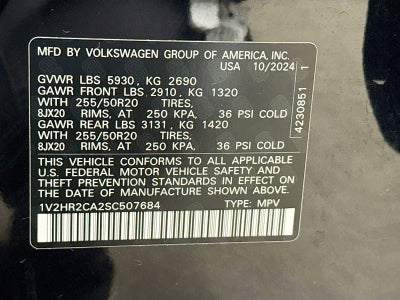 MFD BY VOLKSWAGEN GROUP OF AMERICA, INC.
USA 10/2024
GVWR LBS 5930, KG 2690
GAWR FRONT LBS 2910, KG 1320
WITH 255/50R20 TIRES,
8JX20 RIMS, AT 250 KPA, 36 PSI COLD
GAWR REAR LBS 3131, KG 1420
WITH 255/50R20 TIRES,
8JX20 RIMS, AT 250 KPA, 36 PSI COLD
THIS VEHICLE CONFORMS TO ALL APPLICABLE
U.S. FEDERAL MOTOR VEHICLE SAFETY
STANDARDS IN EFFECT ON THE
DATE OF MANUFACTURE SHOWN ABOVE.
1V2HR2CA2SC507684 TYPE: MPV
4230851 1